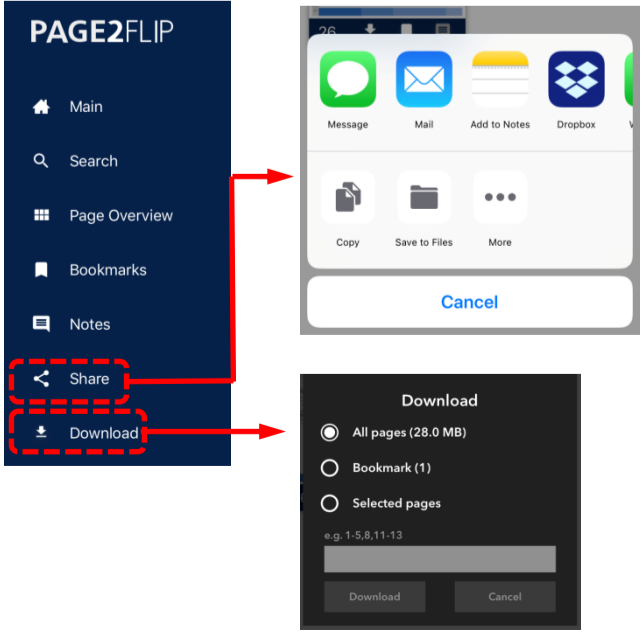 PAGE2FLIP
Main
Search
Page Overview
Bookmarks
Notes
Share
Download
26
Message Mail Add to Notes Dropbox
Copy Save to Files More
Cancel
Download
All pages (28.0 MB)
Bookmark (1)
Selected pages
e.g. 1-5,8,11-13
Download Cancel